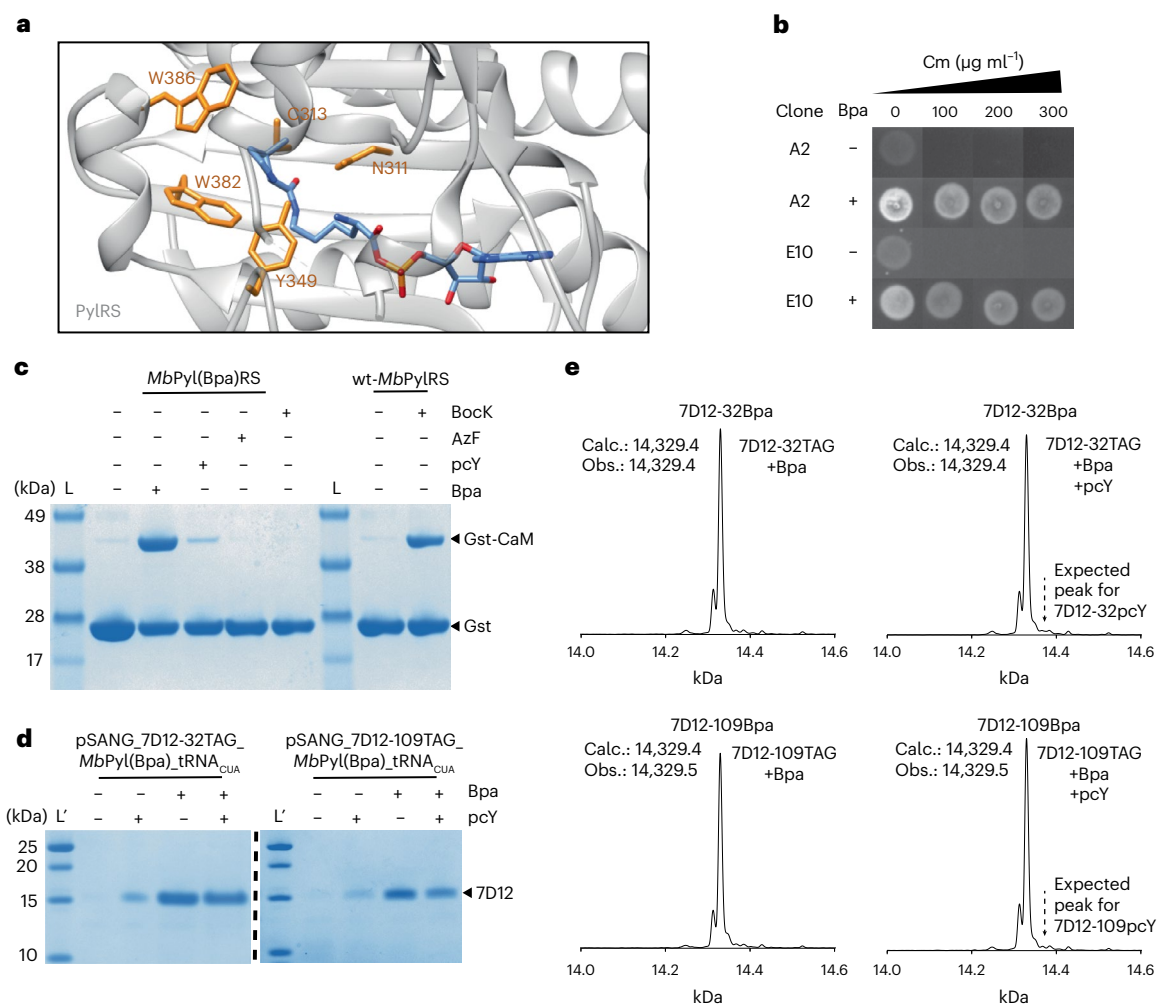 a
W386
C313
N311
W382
Y349
PylRS
b
Cm (µg ml⁻¹)
Clone Bpa 0 100 200 300
A2 –
A2 +
E10 –
E10 +
c
MbPyl(Bpa)RS wt-MbPylRS
– – – – + – + BocK
– – – + – – – AzF
– – + – – – – pcY
(kDa) L – + – – – L – – Bpa
49
Gst-CaM
38
28
Gst
17
d
pSANG_7D12-32TAG_
MbPyl(Bpa)_tRNA_CUA
pSANG_7D12-109TAG_
MbPyl(Bpa)_tRNA_CUA
– – + + – – + + Bpa
(kDa) L’ – + – + L’ – + – + pcY
25
20
15
7D12
10
e
7D12-32Bpa
Calc.: 14,329.4
Obs.: 14,329.4
7D12-32TAG
+Bpa
14.0 14.2 14.4 14.6
kDa
7D12-32Bpa
Calc.: 14,329.4
Obs.: 14,329.4
7D12-32TAG
+Bpa
+pcY
Expected
peak for
7D12-32pcY
14.0 14.2 14.4 14.6
kDa
7D12-109Bpa
Calc.: 14,329.4
Obs.: 14,329.5
7D12-109TAG
+Bpa
14.0 14.2 14.4 14.6
kDa
7D12-109Bpa
Calc.: 14,329.4
Obs.: 14,329.5
7D12-109TAG
+Bpa
+pcY
Expected
peak for
7D12-109pcY
14.0 14.2 14.4 14.6
kDa